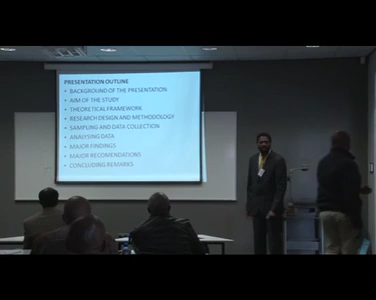 PRESENTATION OUTLINE
• BACKGROUND OF THE PRESENTATION
• AIM OF THE STUDY
• THEORETICAL FRAMEWORK
• RESEARCH DESIGN AND METHODOLOGY
• SAMPLING AND DATA COLLECTION
• ANALYSING DATA
• MAJOR FINDINGS
• MAJOR RECOMENDATIONS
• CONCLUDING REMARKS